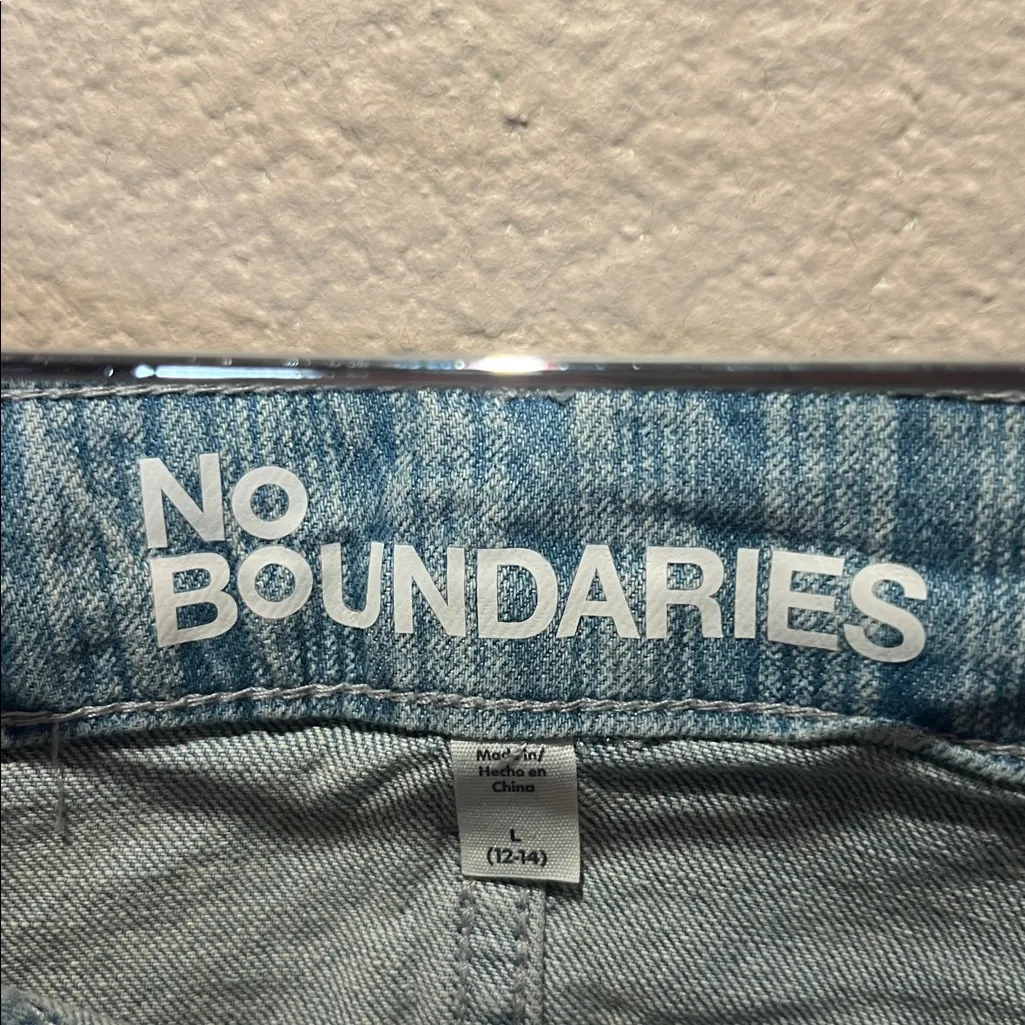 No
BOUNDARIES
Made in/
Hecho en
China
L
(12-14)